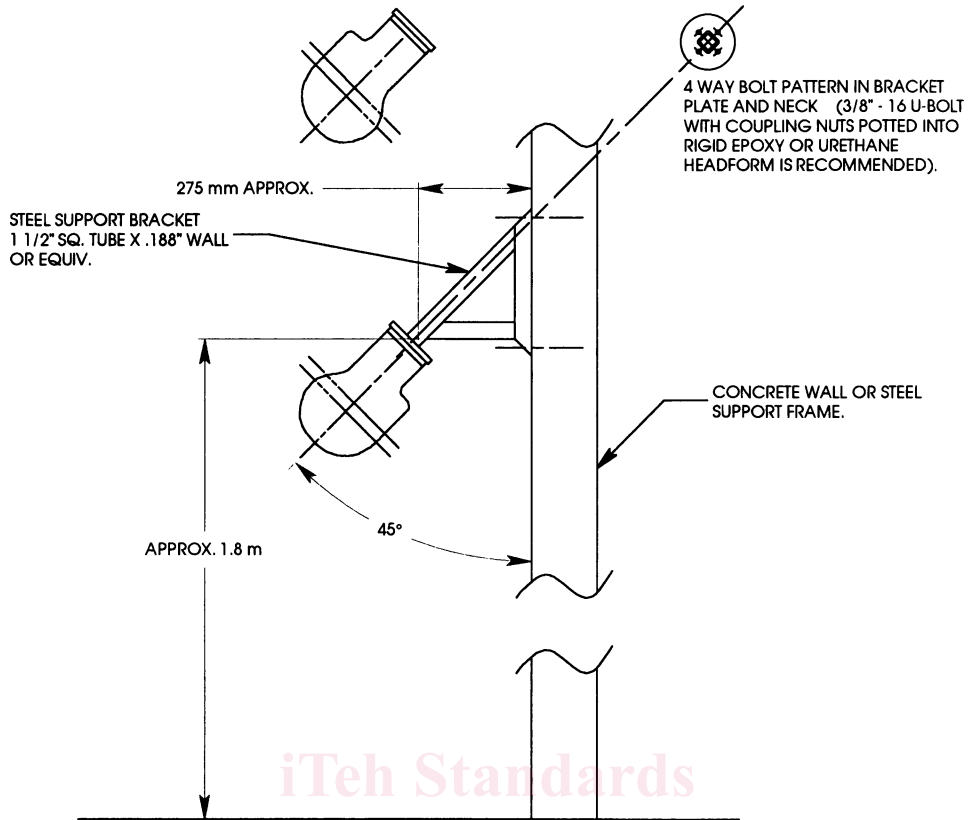 4 WAY BOLT PATTERN IN BRACKET
PLATE AND NECK (3/8" - 16 U-BOLT
WITH COUPLING NUTS POTTED INTO
RIGID EPOXY OR URETHANE
HEADFORM IS RECOMMENDED).
275 mm APPROX.
STEEL SUPPORT BRACKET
1 1/2" SQ. TUBE X .188" WALL
OR EQUIV.
CONCRETE WALL OR STEEL
SUPPORT FRAME.
45°
APPROX. 1.8 m
iTeh Standards